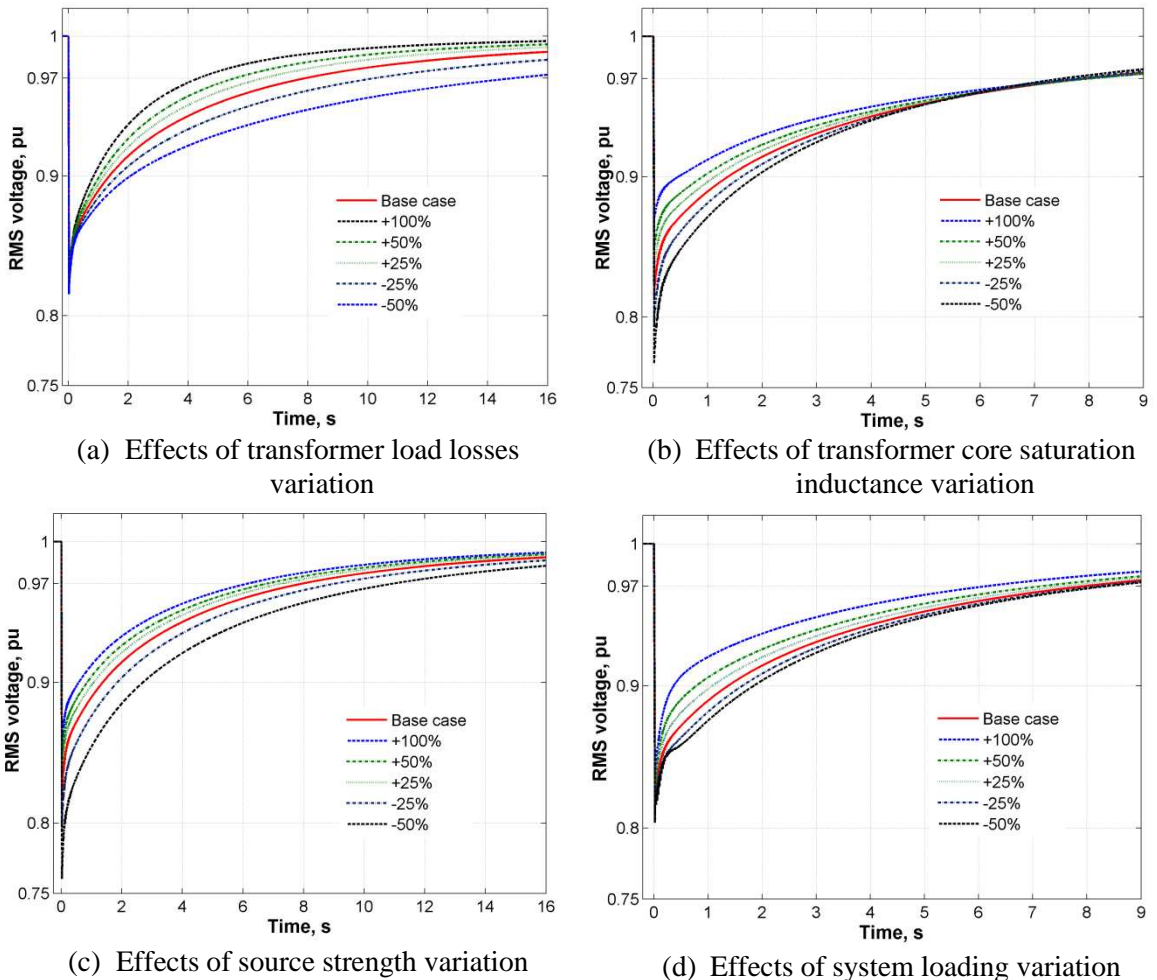 RMS voltage, pu
1
0.97
0.9
0.8
0.75
Base case
+100%
+50%
+25%
-25%
-50%
0 2 4 6 8 10 12 14 16
Time, s
(a) Effects of transformer load losses
variation
RMS voltage, pu
1
0.97
0.9
0.8
0.75
Base case
+100%
+50%
+25%
-25%
-50%
0 1 2 3 4 5 6 7 8 9
Time, s
(b) Effects of transformer core saturation
inductance variation
RMS voltage, pu
1
0.97
0.9
0.8
0.75
Base case
+100%
+50%
+25%
-25%
-50%
0 2 4 6 8 10 12 14 16
Time, s
(c) Effects of source strength variation
RMS voltage, pu
1
0.97
0.9
0.8
0.75
Base case
+100%
+50%
+25%
-25%
-50%
0 1 2 3 4 5 6 7 8 9
Time, s
(d) Effects of system loading variation